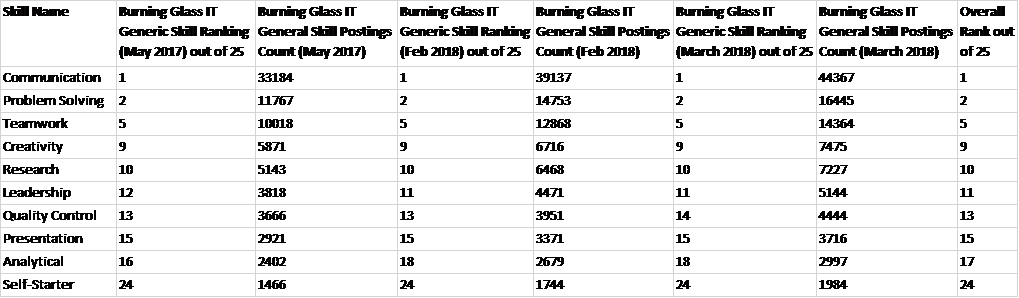 Skill Name | Burning Glass IT Generic Skill Ranking (May 2017) out of 25 | Burning Glass IT General Skill Postings Count (May 2017) | Burning Glass IT Generic Skill Ranking (Feb 2018) out of 25 | Burning Glass IT General Skill Postings Count (Feb 2018) | Burning Glass IT Generic Skill Ranking (March 2018) out of 25 | Burning Glass IT General Skill Postings Count (March 2018) | Overall Rank out of 25
Communication | 1 | 33184 | 1 | 39137 | 1 | 44367 | 1
Problem Solving | 2 | 11767 | 2 | 14753 | 2 | 16445 | 2
Teamwork | 5 | 10018 | 5 | 12868 | 5 | 14364 | 5
Creativity | 9 | 5871 | 9 | 6716 | 9 | 7475 | 9
Research | 10 | 5143 | 10 | 6468 | 10 | 7227 | 10
Leadership | 12 | 3818 | 11 | 4471 | 11 | 5144 | 11
Quality Control | 13 | 3666 | 13 | 3951 | 14 | 4444 | 13
Presentation | 15 | 2921 | 15 | 3371 | 15 | 3716 | 15
Analytical | 16 | 2402 | 18 | 2679 | 18 | 2997 | 17
Self-Starter | 24 | 1466 | 24 | 1744 | 24 | 1984 | 24